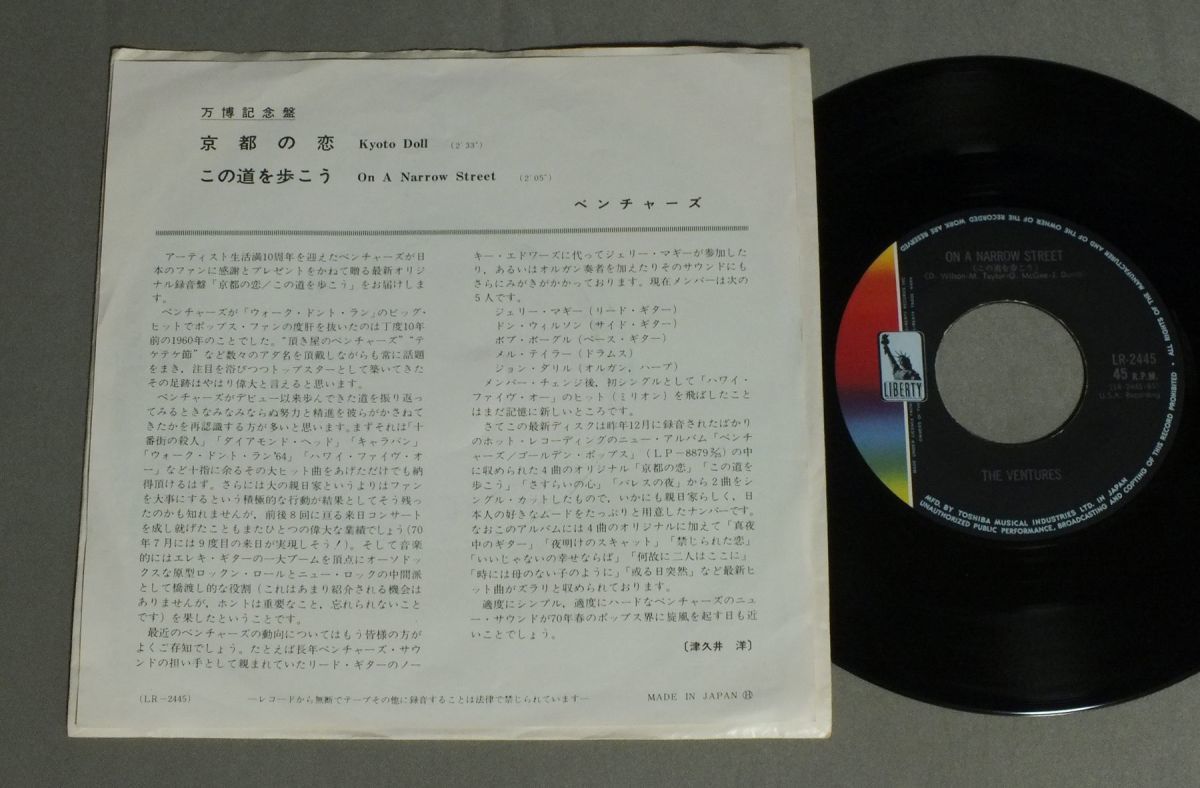 万博記念盤
京都の恋 Kyoto Doll (2'33")
この道を歩こう On A Narrow Street (2'05")
ベンチャーズ
アーティスト生活満10周年を迎えたベンチャーズが日
本のファンに感謝とプレゼントをかねて贈る最新オリジ
ナル録音盤「京都の恋/この道を歩こう」をお届けしま
す。
ベンチャーズが「ウォーク・ドント・ラン」のビッグ・
ヒットでポップス・ファンの度肝を抜いたのは丁度10年
前の1960年のことでした。"頂き屋のベンチャーズ""テ
ケテケ節"など数々のアダ名を頂戴しながらも常に話題
をまき、注目を浴びつつトップスターとして築いてきた
その足跡はやはり偉大と言えると思います。
ベンチャーズがデビュー以来歩んできた道を振り返っ
てみるときなみなみならぬ努力と精進を彼らがかさねて
きたかを再認識する方が多いと思います。まずそれは「十
番街の殺人」「ダイアモンド・ヘッド」「キャラバン」
「ウォーク・ドント・ラン'64」「ハワイ・ファイヴ・オ
ー」など十指に余るその大ヒット曲をあげただけでも納
得頂けるはず。さらには大の親日家というよりはファン
を大事にするという積極的な行動が結果としてそう残っ
たのかも知れませんが、前後8回に亘る来日コンサート
を成し就げたこともまたひとつの偉大な業績でしょう(70
年7月には9度目の来日が実現しそう!)。そして音楽
的にはエレキ・ギターの一大ブームを頂点にオーソドッ
クスな原型ロックン・ロールとニュー・ロックの中間派
として橋渡し的な役割(これはあまり紹介される機会は
ありませんが、ホントは重要なこと、忘れられないこと
です)を果したということです。
最近のベンチャーズの動向についてはもう皆様の方が
よくご存知でしょう。たとえば長年ベンチャーズ・サウ
ンドの担い手として親まれていたリード・ギターのノー
キー・エドワーズに代ってジェリー・マギーが参加した
り、あるいはオルガン奏者を加えたりそのサウンドにも
さらにみがきがかかっております。現在メンバーは次の
5人です。
ジェリー・マギー(リード・ギター)
ドン・ウィルソン(サイド・ギター)
ボブ・ボーグル(ベース・ギター)
メル・テイラー(ドラムス)
ジョン・ダリル(オルガン、ハープ)
メンバー・チェンジ後、初シングルとして「ハワイ・
ファイヴ・オー」のヒット(ミリオン)を飛ばしたこと
はまだ記憶に新しいところです。
さてこの最新ディスクは昨年12月に録音されたばかり
のホット・レコーディングのニュー・アルバム「ベンチ
ャーズ/ゴールデン・ポップス」(LP-8879 3/25)の中
に収められた4曲のオリジナル「京都の恋」「この道を
歩こう」「さすらいの心」「パレスの夜」から2曲をシ
ングル・カットしたもので、いかにも親日家らしく、日
本人の好きなムードをたっぷりと用意したナンバーです。
なおこのアルバムには4曲のオリジナルに加えて「真夜
中のギター」「夜明けのスキャット」「禁じられた恋」
「いいじゃないの幸せならば」「何故に二人はここに」
「時には母のない子のように」「或る日突然」など最新ヒ
ット曲がズラリと収められております。
適度にシンプル、適度にハードなベンチャーズのニュ
ー・サウンドが70年春のポップス界に旋風を起す日も近
いことでしょう。
〔津久井 洋〕
(LR-2445)
—レコードから無断でテープその他に録音することは法律で禁じられています—
MADE IN JAPAN
ON A NARROW STREET
(この道を歩こう)
LIBERTY
LR-2445
45 R.P.M.
THE VENTURES
MFD. BY TOSHIBA MUSICAL INDUSTRIES LTD. IN JAPAN
ALL RIGHTS OF THE MANUFACTURER AND OF THE OWNER OF THE RECORDED WORK ARE RESERVED
UNAUTHORIZED PUBLIC PERFORMANCE, BROADCASTING AND COPYING OF THIS RECORD PROHIBITED